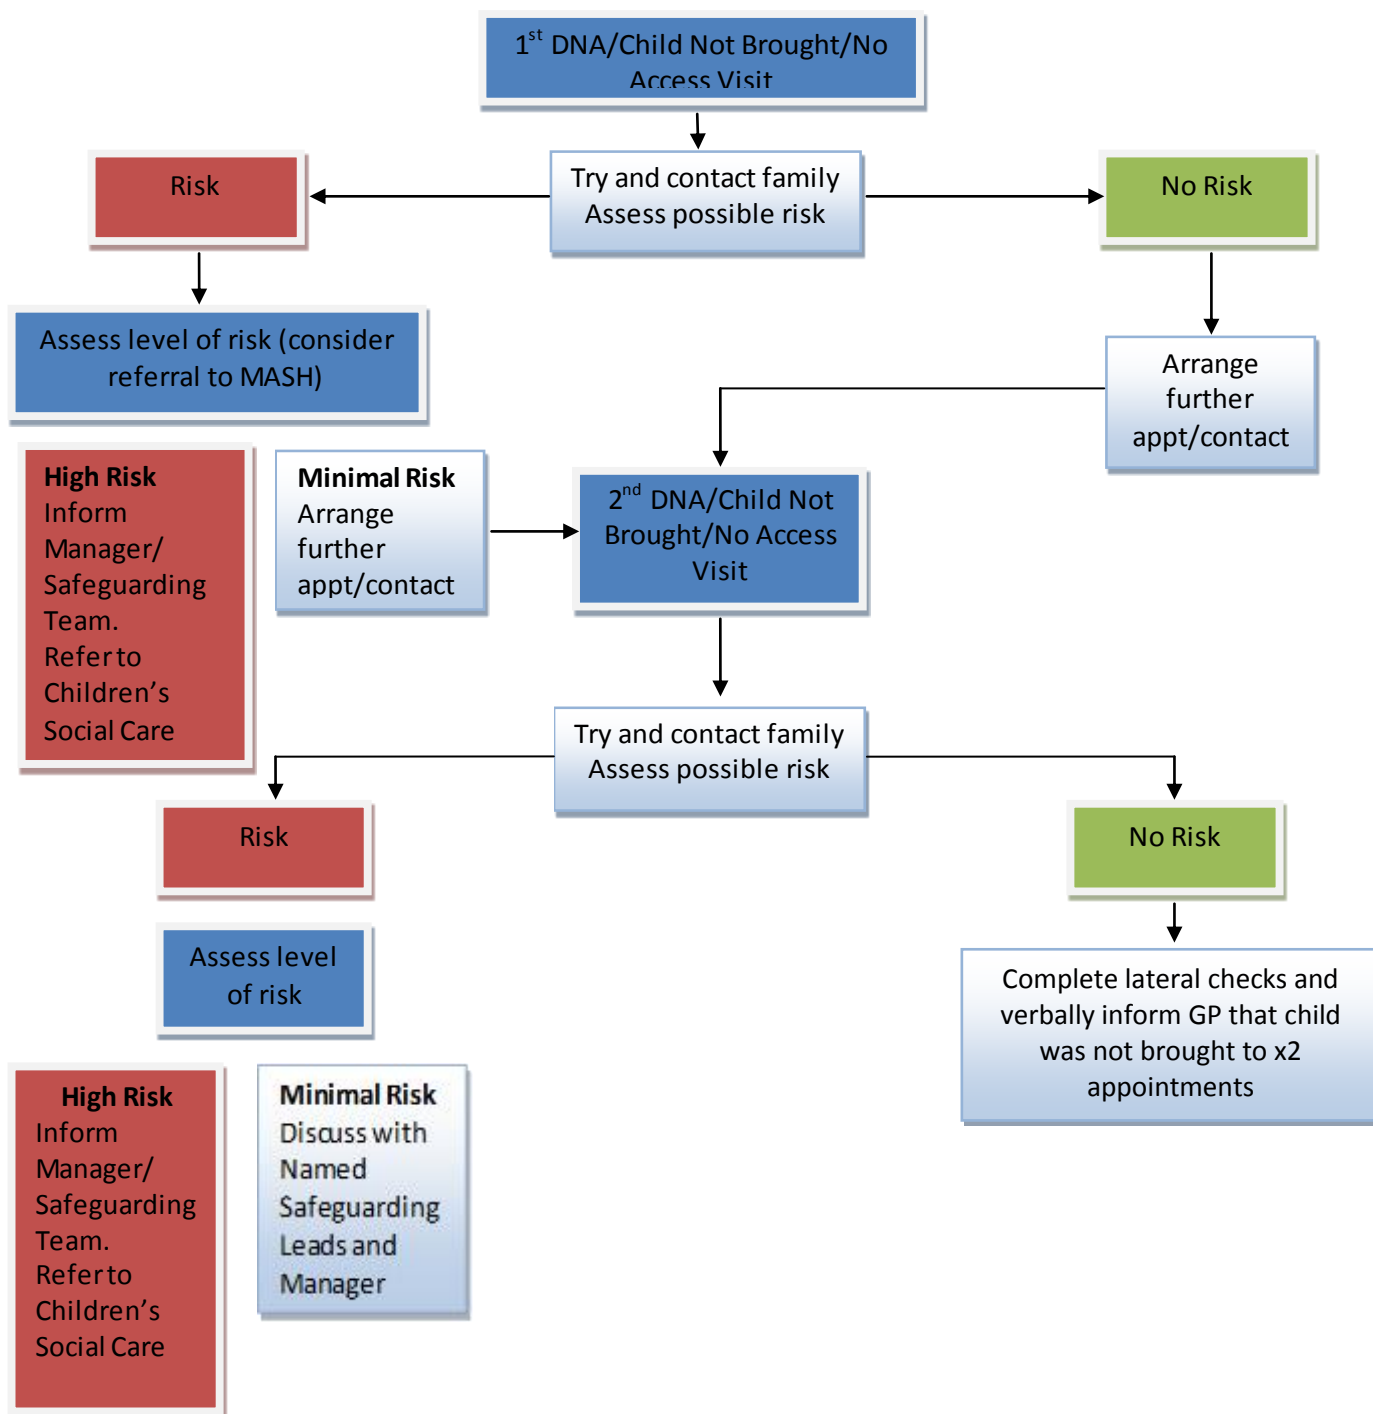 1st DNA/Child Not Brought/No
Access Visit
Risk
Try and contact family
Assess possible risk
No Risk
Assess level of risk (consider
referral to MASH)
Arrange
further
appt/contact
High Risk
Inform
Manager/
Safeguarding
Team.
Refer to
Children’s
Social Care
Minimal Risk
Arrange
further
appt/contact
2nd DNA/Child Not
Brought/No Access
Visit
Try and contact family
Assess possible risk
Risk
No Risk
Assess level
of risk
Complete lateral checks and
verbally inform GP that child
was not brought to x2
appointments
High Risk
Inform
Manager/
Safeguarding
Team.
Refer to
Children’s
Social Care
Minimal Risk
Discuss with
Named
Safeguarding
Leads and
Manager